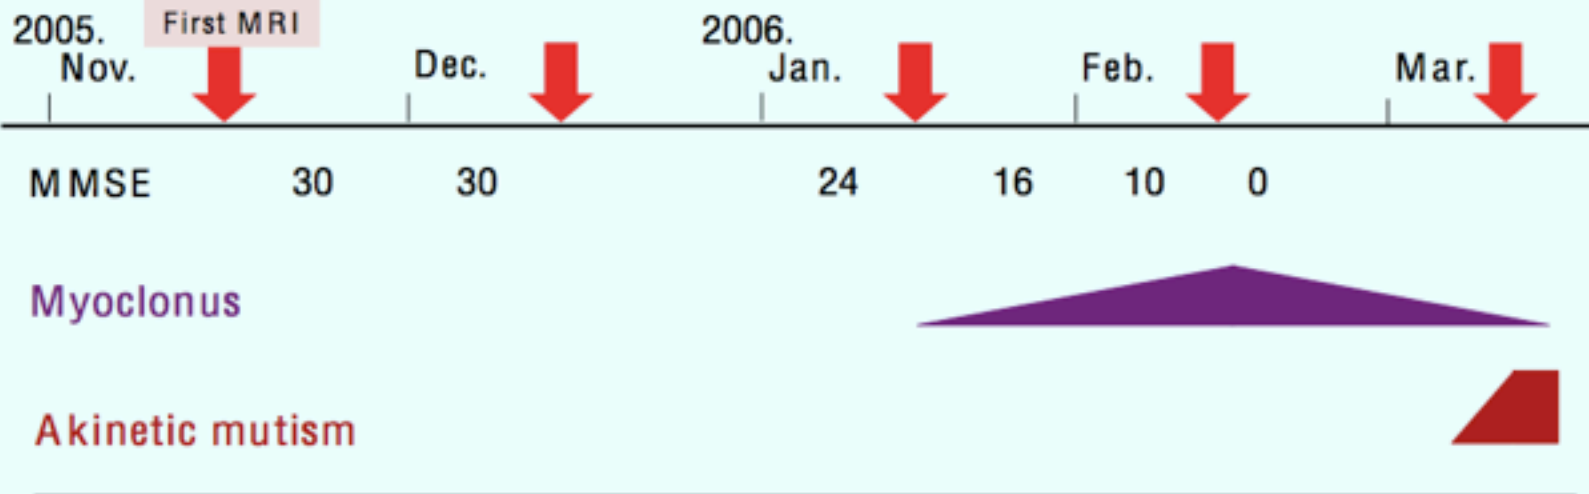 2005. First MRI 2006.
Nov. Dec. Jan. Feb. Mar.
MMSE 30 30 24 16 10 0
Myoclonus
Akinetic mutism